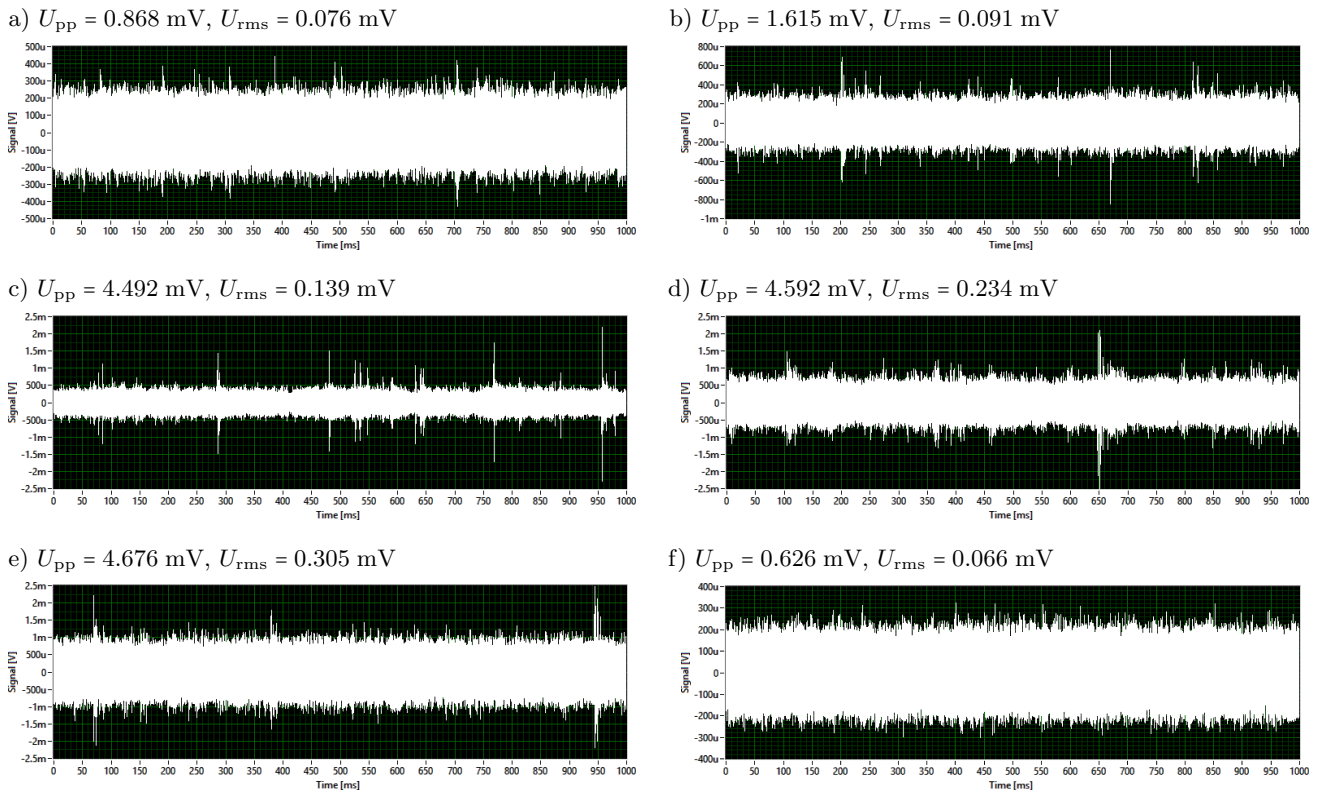 a) Upp = 0.868 mV, Urms = 0.076 mV
500u
400u
300u
200u
100u
0
-100u
-200u
-300u
-400u
-500u
Signal [V]
0 50 100 150 200 250 300 350 400 450 500 550 600 650 700 750 800 850 900 950 1000
Time [ms]
b) Upp = 1.615 mV, Urms = 0.091 mV
800u
600u
400u
200u
0
-200u
-400u
-600u
-800u
-1m
Signal [V]
0 50 100 150 200 250 300 350 400 450 500 550 600 650 700 750 800 850 900 950 1000
Time [ms]
c) Upp = 4.492 mV, Urms = 0.139 mV
2.5m
2m
1.5m
1m
500u
0
-500u
-1m
-1.5m
-2m
-2.5m
Signal [V]
0 50 100 150 200 250 300 350 400 450 500 550 600 650 700 750 800 850 900 950 1000
Time [ms]
d) Upp = 4.592 mV, Urms = 0.234 mV
2.5m
2m
1.5m
1m
500u
0
-500u
-1m
-1.5m
-2m
-2.5m
Signal [V]
0 50 100 150 200 250 300 350 400 450 500 550 600 650 700 750 800 850 900 950 1000
Time [ms]
e) Upp = 4.676 mV, Urms = 0.305 mV
2.5m
2m
1.5m
1m
500u
0
-500u
-1m
-1.5m
-2m
-2.5m
Signal [V]
0 50 100 150 200 250 300 350 400 450 500 550 600 650 700 750 800 850 900 950 1000
Time [ms]
f) Upp = 0.626 mV, Urms = 0.066 mV
400u
300u
200u
100u
0
-100u
-200u
-300u
-400u
Signal [V]
0 50 100 150 200 250 300 350 400 450 500 550 600 650 700 750 800 850 900 950 1000
Time [ms]